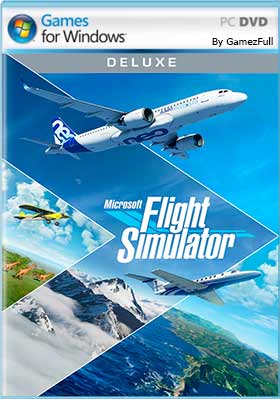 Games
for Windows
PC DVD
By GamezFull
DELUXE
Microsoft
Flight
Simulator